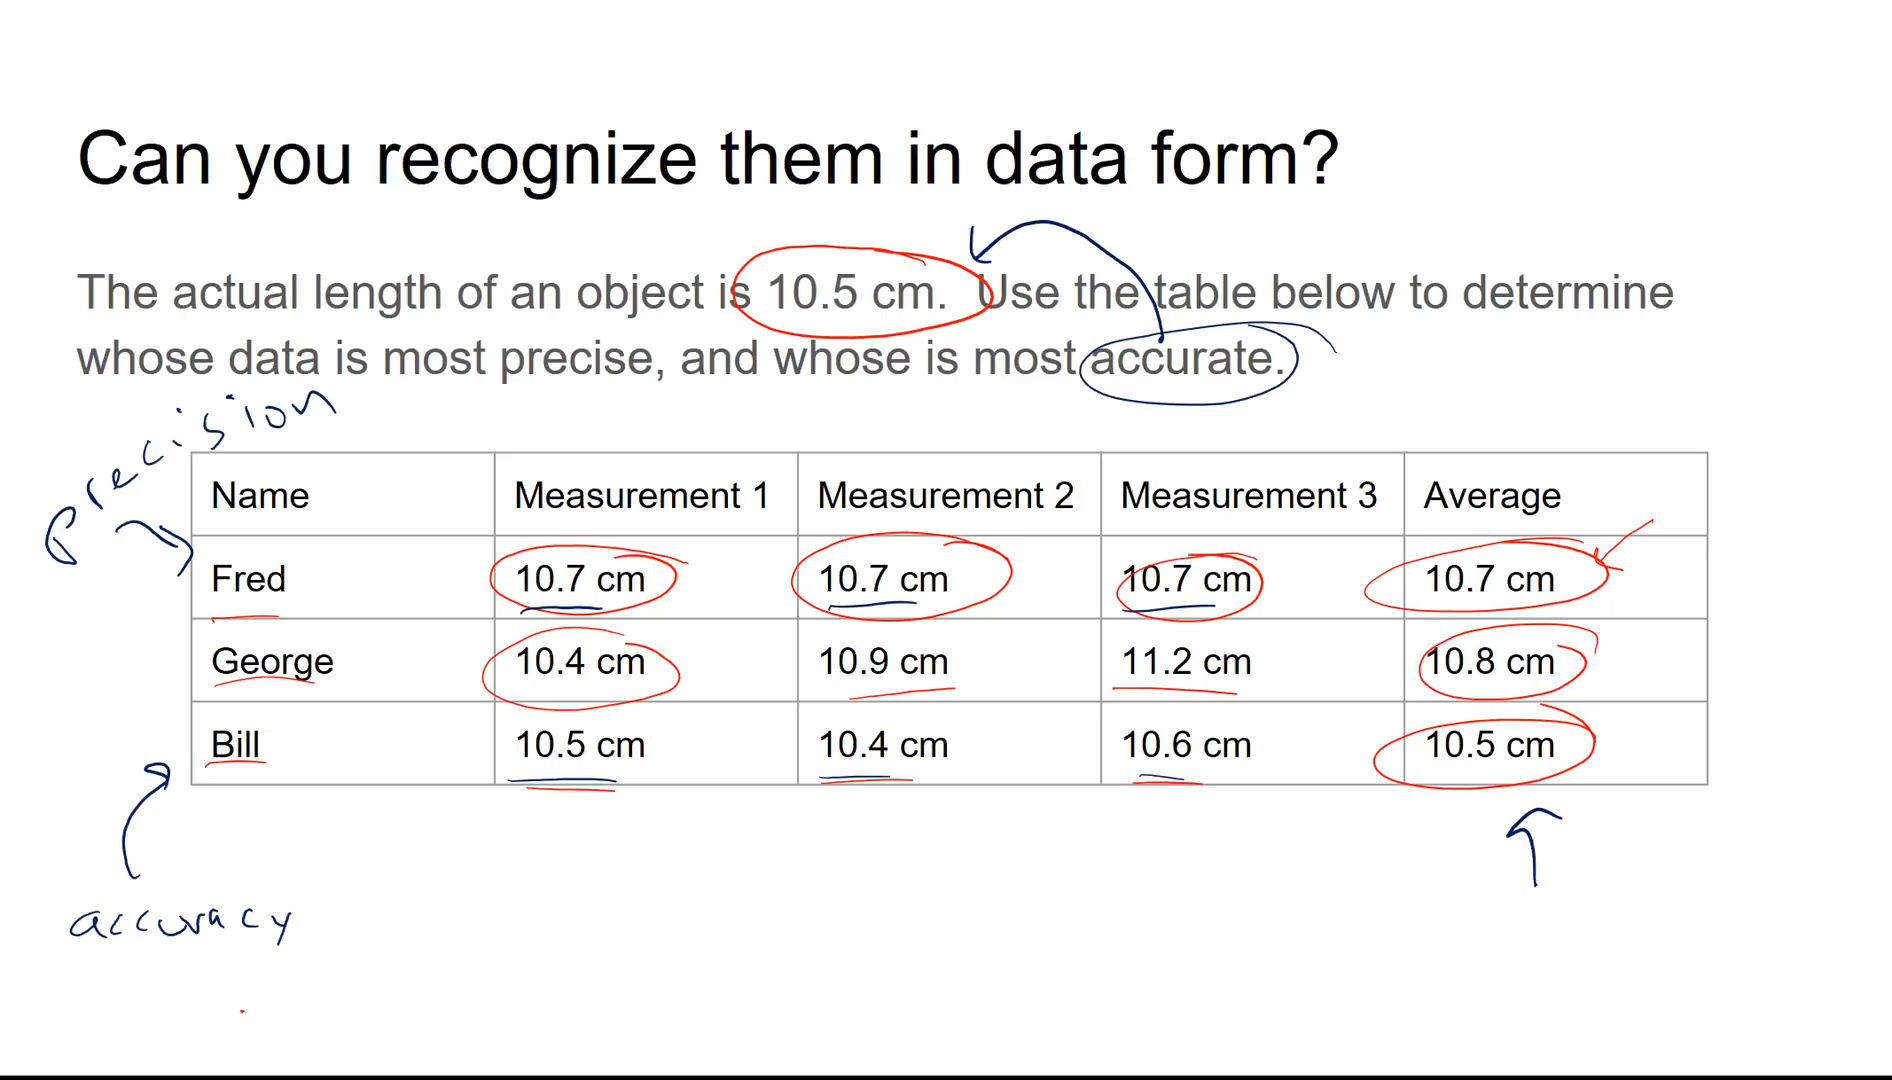 Can you recognize them in data form?
The actual length of an object is 10.5 cm. Use the table below to determine
whose data is most precise, and whose is most accurate.
precision
Name Measurement 1 Measurement 2 Measurement 3 Average
Fred 10.7 cm 10.7 cm 10.7 cm 10.7 cm
George 10.4 cm 10.9 cm 11.2 cm 10.8 cm
Bill 10.5 cm 10.4 cm 10.6 cm 10.5 cm
accuracy